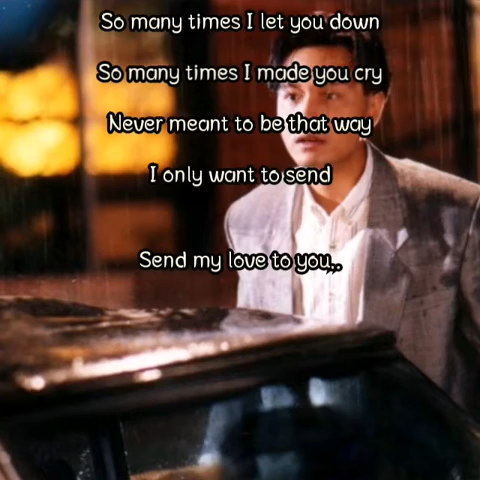 So many times I let you down
So many times I made you cry
Never meant to be that way
I only want to send
Send my love to you,.